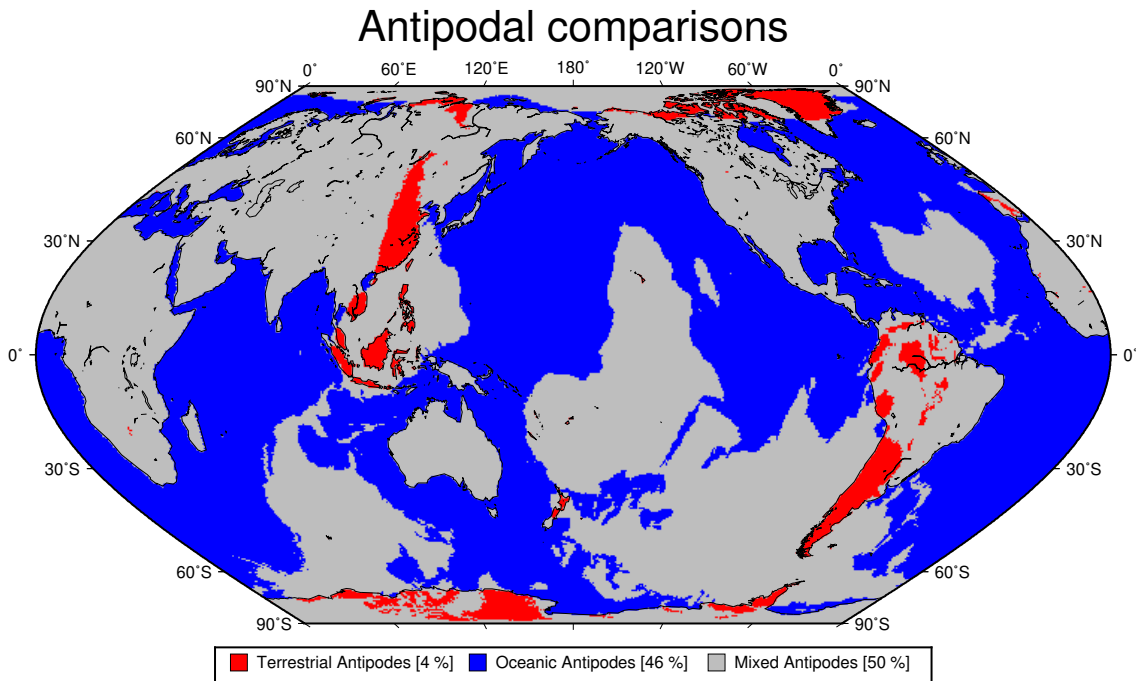 Antipodal comparisons
0˚ 60˚E 120˚E 180˚ 120˚W 60˚W 0˚
90˚N 90˚N
60˚N 60˚N
30˚N 30˚N
0˚ 0˚
30˚S 30˚S
60˚S 60˚S
90˚S 90˚S
Terrestrial Antipodes [4 %] Oceanic Antipodes [46 %] Mixed Antipodes [50 %]